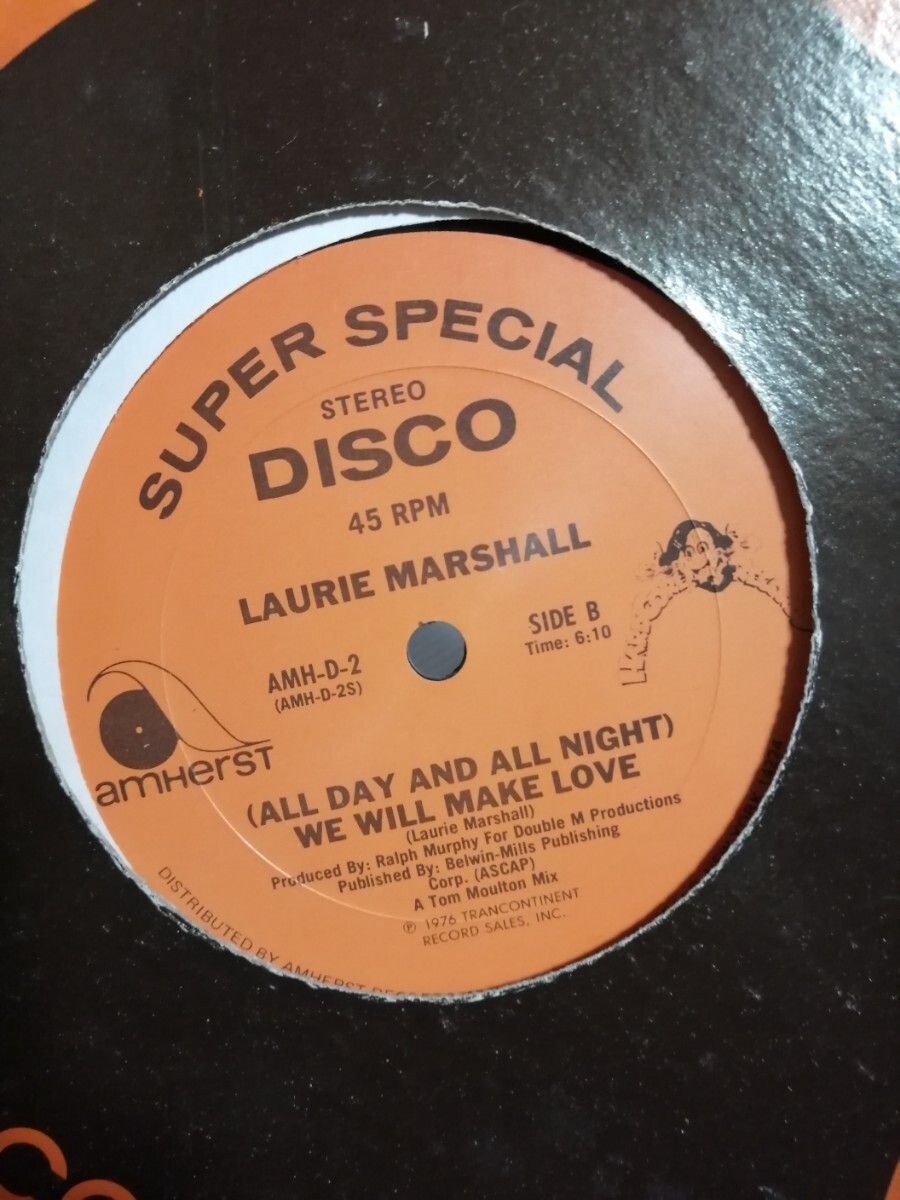 SUPER SPECIAL
STEREO
DISCO
45 RPM
LAURIE MARSHALL
AMH-D-2
(AMH-D-2S)
SIDE B
Time: 6:10
amHerST
(ALL DAY AND ALL NIGHT)
WE WILL MAKE LOVE
(Laurie Marshall)
Produced By: Ralph Murphy For Double M Productions
Published By: Belwin-Mills Publishing
Corp. (ASCAP)
A Tom Moulton Mix
℗ 1976 TRANCONTINENT
RECORD SALES, INC.
DISTRIBUTED BY AMHERST